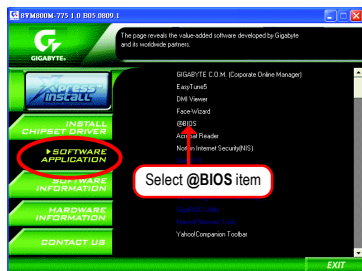 8VM800M-775 1.0 B05.0809.1
GIGABYTE
The page reveals the value-added software developed by Gigabyte
and its worldwide partners.
Xpress™
INSTALL
INSTALL
CHIPSET DRIVER
SOFTWARE
APPLICATION
SOFTWARE
INFORMATION
HARDWARE
INFORMATION
CONTACT US
GIGABYTE C.O.M. (Corporate Online Manager)
EasyTune5
DMI Viewer
Face-Wizard
@BIOS
Acrobat Reader
Norton Internet Security(NIS)
Select @BIOS item
Yahoo!Companion Toolbar
EXIT